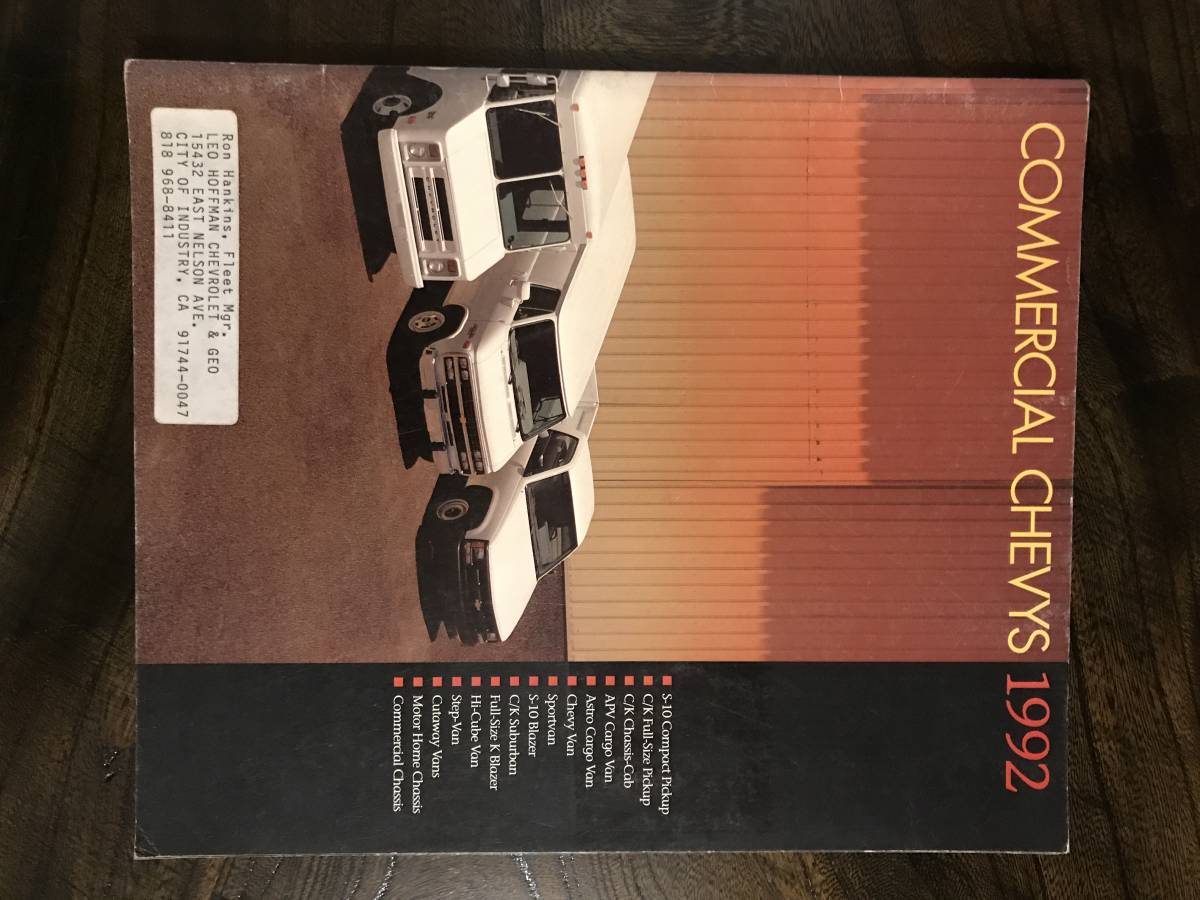 COMMERCIAL CHEVYS 1992
S-10 Compact Pickup
C/K Full-Size Pickup
C/K Chassis-Cab
APV Cargo Van
Astro Cargo Van
Chevy Van
Sportvan
S-10 Blazer
C/K Suburban
Full-Size K Blazer
Hi-Cube Van
Step-Van
Cutaway Vans
Motor Home Chassis
Commercial Chassis
CHEVROLET
Ron Hankins, Fleet Mgr.
LEO HOFFMAN CHEVROLET & GEO
15432 EAST NELSON AVE.
CITY OF INDUSTRY, CA 91744-0047
818 968-8411